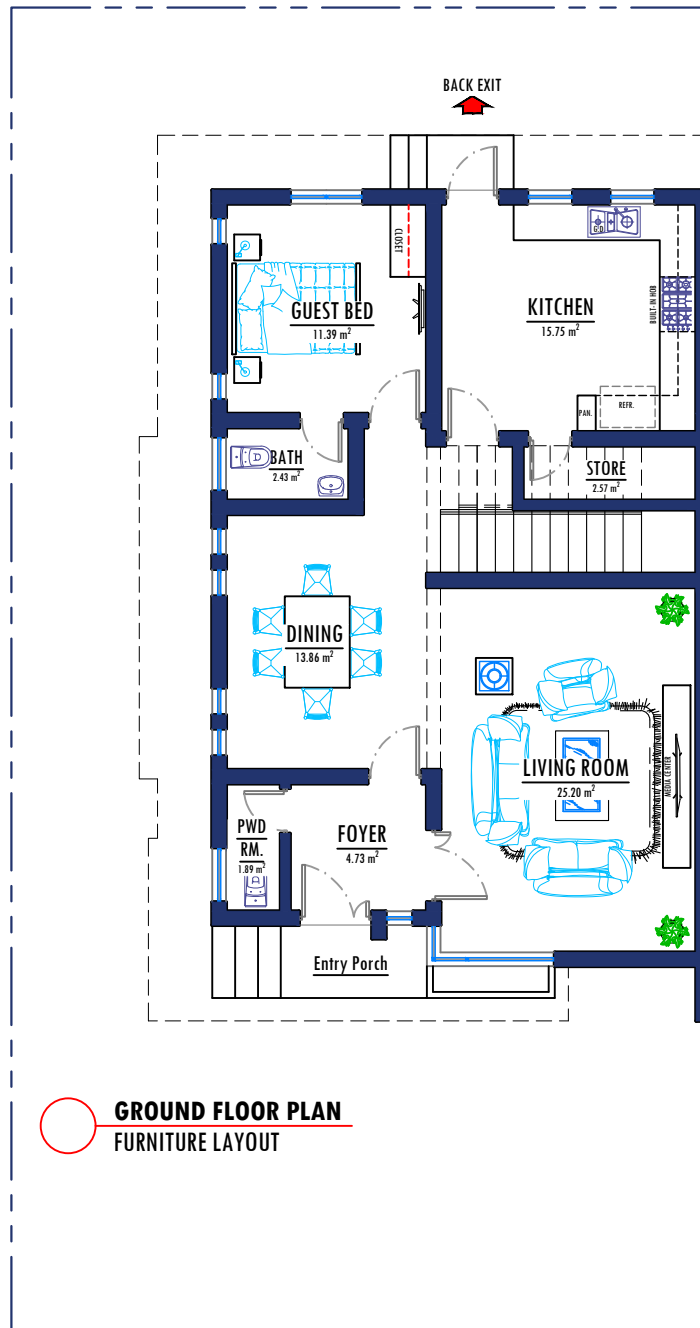 BACK EXIT
CLOSET
GUEST BED
11.39 m²
KITCHEN
15.75 m²
BUILT-IN HOB
PAN.
REFR.
BATH
2.43 m²
STORE
2.57 m²
DINING
13.86 m²
LIVING ROOM
25.20 m²
MEDIA CENTER
PWD
RM.
1.89 m²
FOYER
4.73 m²
Entry Porch
GROUND FLOOR PLAN
FURNITURE LAYOUT